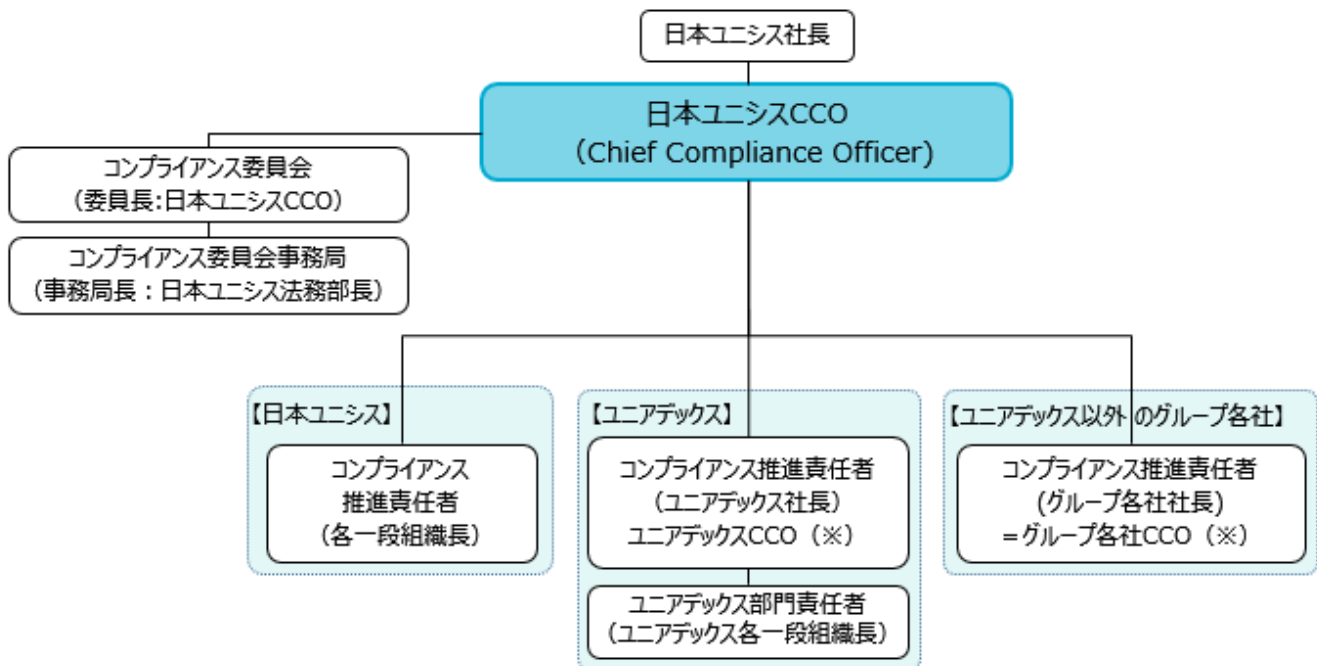 日本ユニシス社長
日本ユニシスCCO
（Chief Compliance Officer)
コンプライアンス委員会
（委員長:日本ユニシスCCO）
コンプライアンス委員会事務局
（事務局長：日本ユニシス法務部長）
【日本ユニシス】
コンプライアンス
推進責任者
（各一段組織長）
【ユニアデックス】
コンプライアンス推進責任者
（ユニアデックス社長）
ユニアデックスCCO（※）
ユニアデックス部門責任者
（ユニアデックス各一段組織長）
【ユニアデックス以外 のグループ各社】
コンプライアンス推進責任者
(グループ各社社長)
＝グループ各社CCO（※）